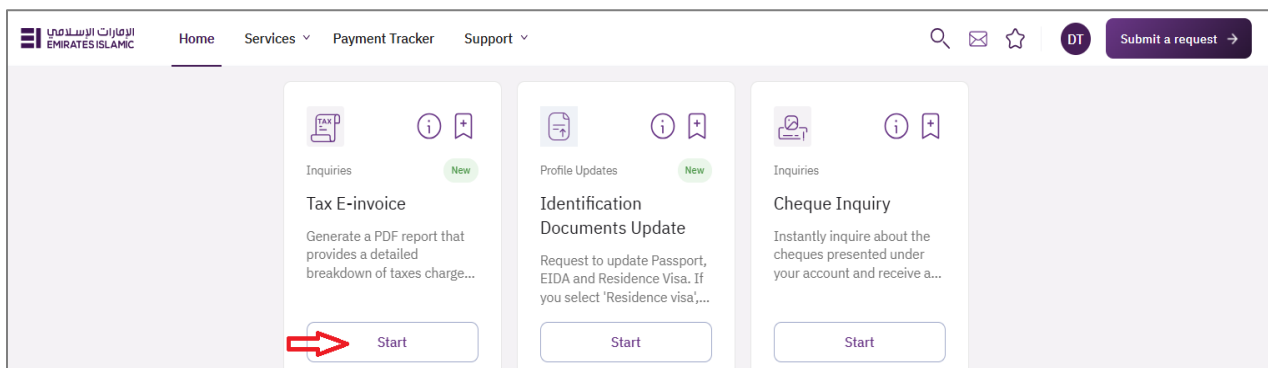 الإمارات الإسلامي
EMIRATES ISLAMIC
Home Services Payment Tracker Support DT Submit a request →
TAX
Inquiries New
Tax E-invoice
Generate a PDF report that
provides a detailed
breakdown of taxes charge...
Start
Profile Updates New
Identification
Documents Update
Request to update Passport,
EIDA and Residence Visa. If
you select 'Residence visa',...
Start
Inquiries
Cheque Inquiry
Instantly inquire about the
cheques presented under
your account and receive a...
Start